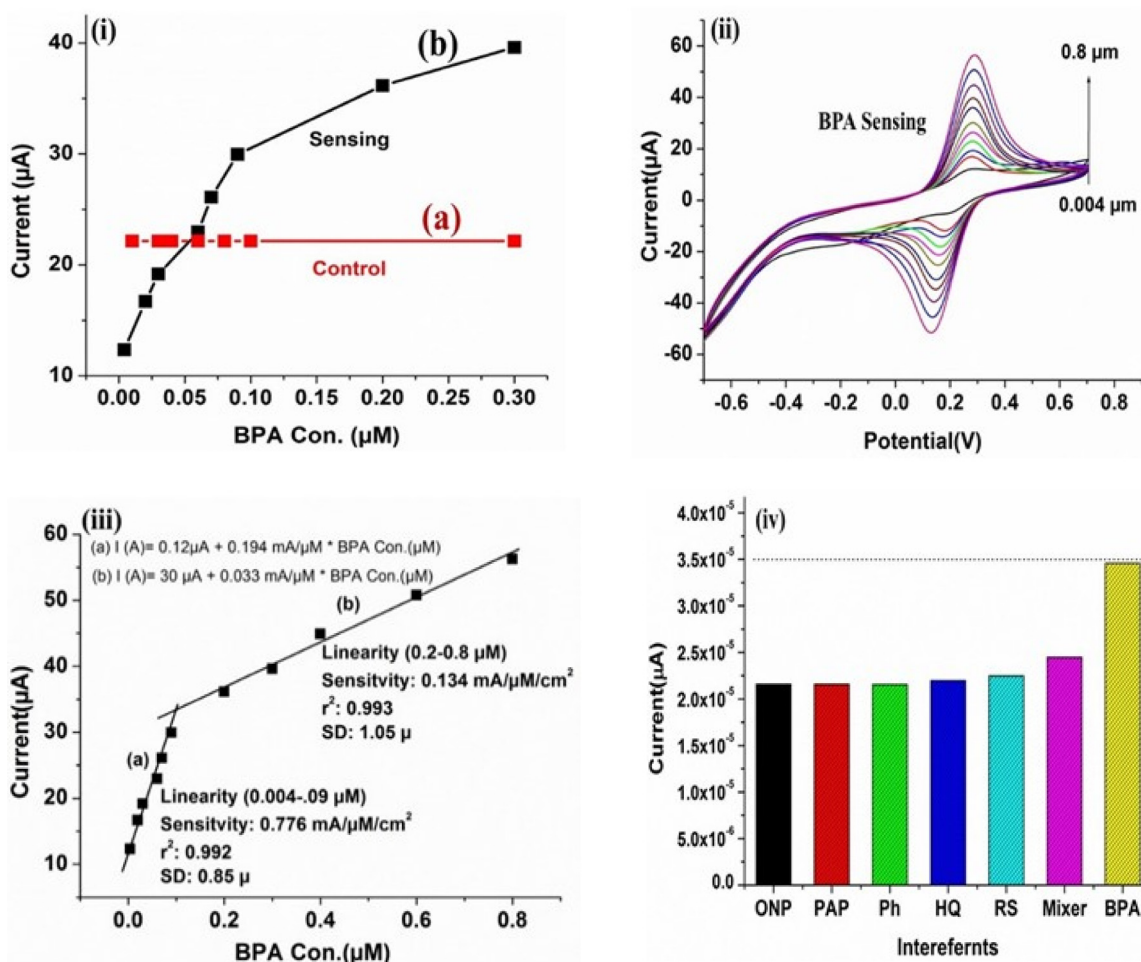 (i)
(b)
Sensing
(a)
Control
Current (µA)
40
30
20
10
0.00 0.05 0.10 0.15 0.20 0.25 0.30
BPA Con. (µM)
(ii)
0.8 µm
BPA Sensing
0.004 µm
Current(µA)
60
40
20
0
-20
-40
-60
-0.6 -0.4 -0.2 0.0 0.2 0.4 0.6 0.8
Potential(V)
(iii)
(a) I (A)= 0.12µA + 0.194 mA/µM * BPA Con.(µM)
(b) I (A)= 30 µA + 0.033 mA/µM * BPA Con.(µM)
(b)
Linearity (0.2-0.8 µM)
Sensitvity: 0.134 mA/µM/cm²
r²: 0.993
SD: 1.05 µ
(a)
Linearity (0.004-.09 µM)
Sensitvity: 0.776 mA/µM/cm²
r²: 0.992
SD: 0.85 µ
Current(µA)
60
50
40
30
20
10
0.0 0.2 0.4 0.6 0.8
BPA Con.(µM)
(iv)
Current(µA)
4.0x10⁻⁵
3.5x10⁻⁵
3.0x10⁻⁵
2.5x10⁻⁵
2.0x10⁻⁵
1.5x10⁻⁵
1.0x10⁻⁵
5.0x10⁻⁶
0.0
ONP PAP Ph HQ RS Mixer BPA
Interefernts